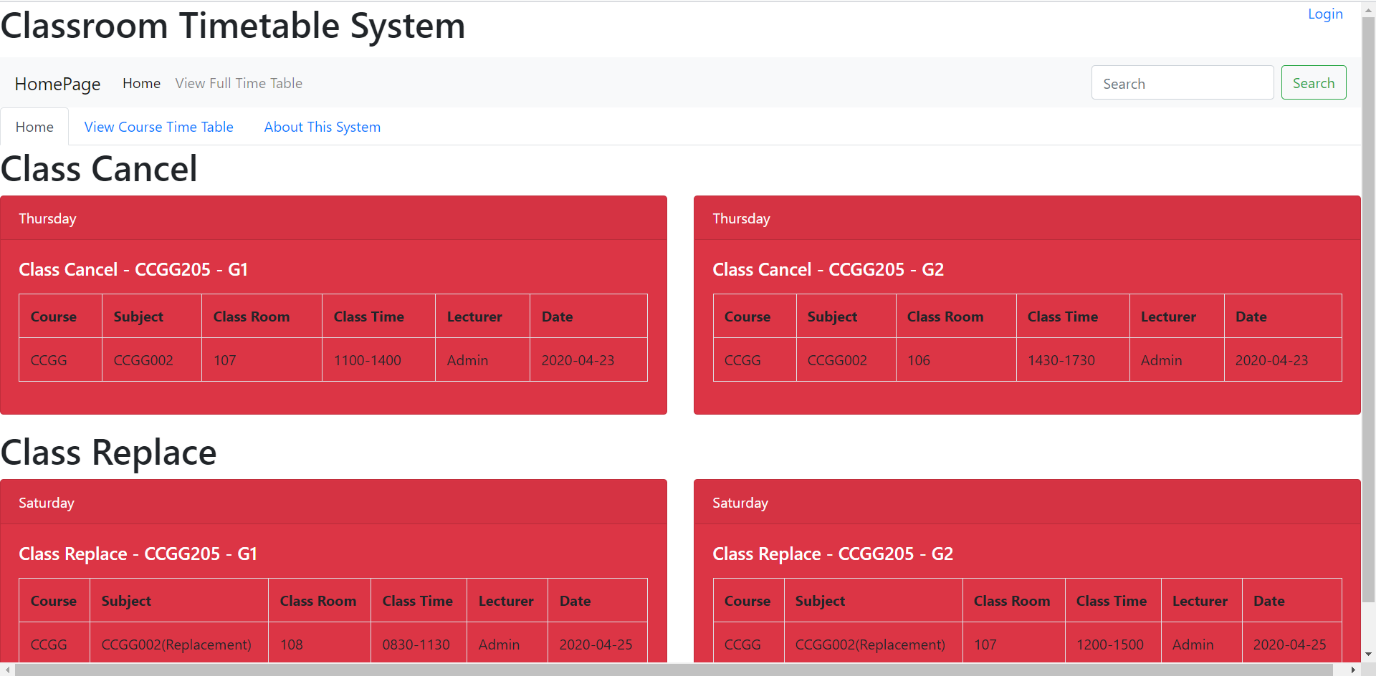 Classroom Timetable System
Login
HomePage Home View Full Time Table Search Search
Home View Course Time Table About This System
Class Cancel
Thursday
Class Cancel - CCGG205 - G1
Course Subject Class Room Class Time Lecturer Date
CCGG CCGG002 107 1100-1400 Admin 2020-04-23
Thursday
Class Cancel - CCGG205 - G2
Course Subject Class Room Class Time Lecturer Date
CCGG CCGG002 106 1430-1730 Admin 2020-04-23
Class Replace
Saturday
Class Replace - CCGG205 - G1
Course Subject Class Room Class Time Lecturer Date
CCGG CCGG002(Replacement) 108 0830-1130 Admin 2020-04-25
Saturday
Class Replace - CCGG205 - G2
Course Subject Class Room Class Time Lecturer Date
CCGG CCGG002(Replacement) 107 1200-1500 Admin 2020-04-25